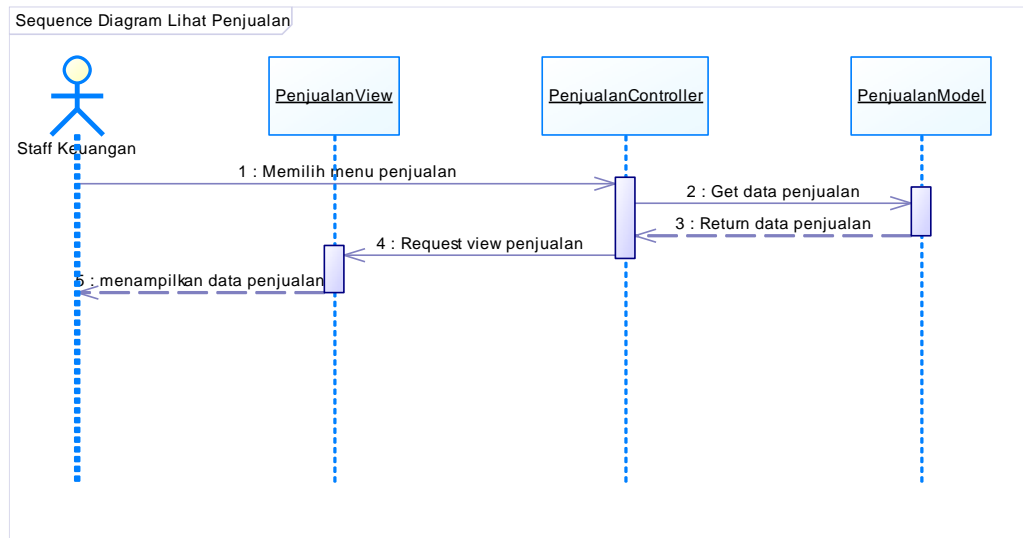 Sequence Diagram Lihat Penjualan
PenjualanView
PenjualanController
PenjualanModel
Staff Keuangan
1 : Memilih menu penjualan
2 : Get data penjualan
3 : Return data penjualan
4 : Request view penjualan
5 : menampilkan data penjualan